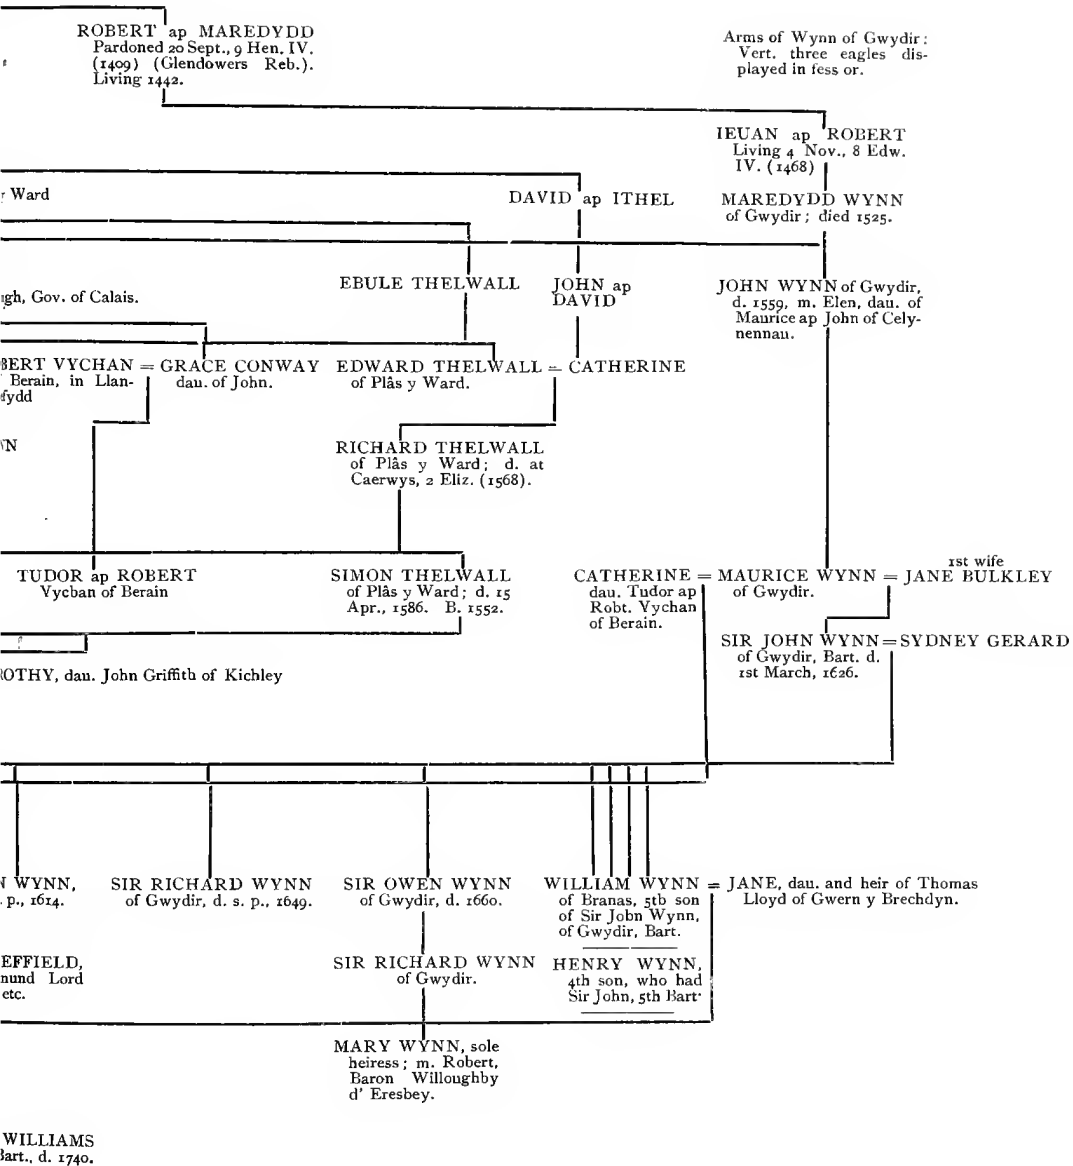 ROBERT ap MAREDYDD
Pardoned 20 Sept., 9 Hen. IV.
(1409) (Glendowers Reb.).
Living 1442.
Arms of Wynn of Gwydir:
Vert. three eagles dis-
played in fess or.
IEUAN ap ROBERT
Living 4 Nov., 8 Edw.
IV. (1468)
Ward
DAVID ap ITHEL
MAREDYDD WYNN
of Gwydir; died 1525.
EBULE THELWALL
JOHN ap
DAVID
JOHN WYNN of Gwydir,
d. 1559, m. Elen, dau. of
Maurice ap John of Cely-
nennau.
gh, Gov. of Calais.
BERT VYCHAN = GRACE CONWAY
Berain, in Llan-
fydd
dau. of John.
EDWARD THELWALL = CATHERINE
of Plâs y Ward.
N
RICHARD THELWALL
of Plâs y Ward; d. at
Caerwys, 2 Eliz. (1568).
TUDOR ap ROBERT
Vychan of Berain
SIMON THELWALL
of Plâs y Ward; d. 15
Apr., 1586. B. 1552.
1st wife
CATHERINE = MAURICE WYNN = JANE BULKLEY
dau. Tudor ap
Robt. Vychan
of Berain.
of Gwydir.
SIR JOHN WYNN = SYDNEY GERARD
of Gwydir, Bart. d.
1st March, 1626.
OTHY, dau. John Griffith of Kichley
N WYNN,
. p., 1614.
SIR RICHARD WYNN
of Gwydir, d. s. p., 1649.
SIR OWEN WYNN
of Gwydir, d. 1660.
WILLIAM WYNN = JANE, dau. and heir of Thomas
Lloyd of Gwern y Brechdyn.
of Branas, 5th son
of Sir John Wynn,
of Gwydir, Bart.
EFFIELD,
mund Lord
etc.
SIR RICHARD WYNN
of Gwydir.
HENRY WYNN,
4th son, who had
Sir John, 5th Bart.
MARY WYNN, sole
heiress; m. Robert,
Baron Willoughby
d' Eresbey.
WILLIAMS
Bart., d. 1740.